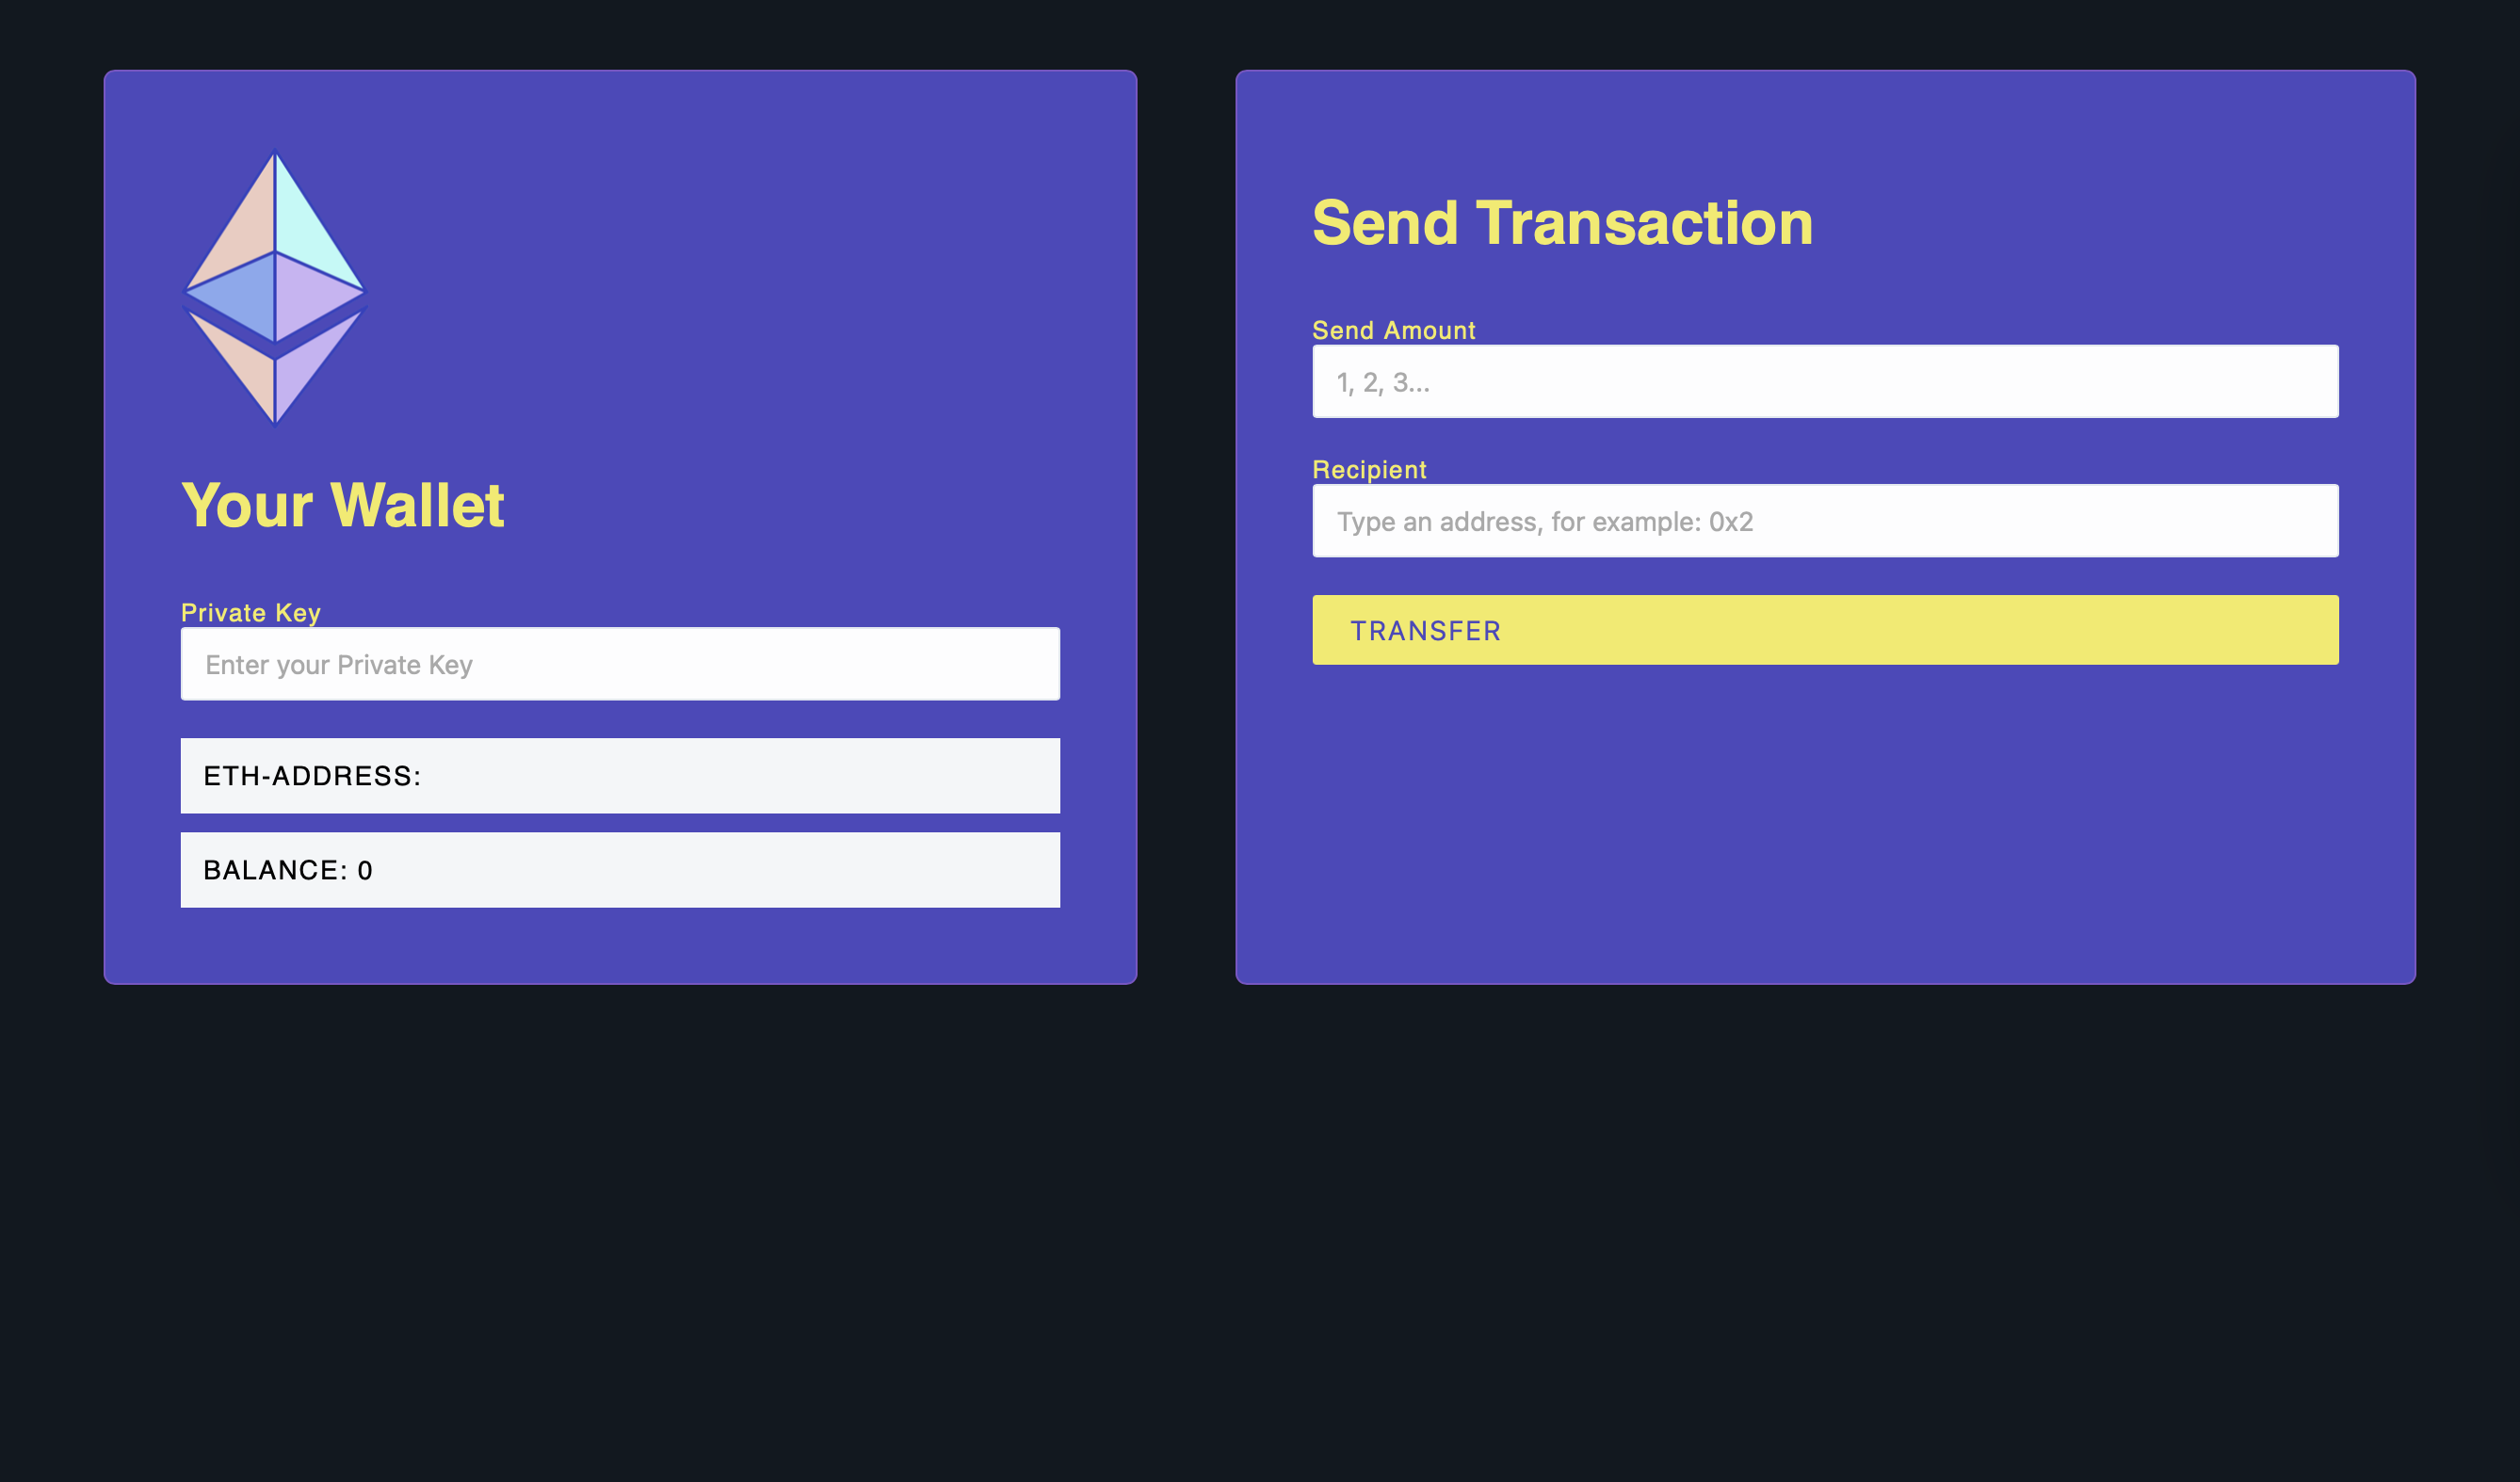 Your Wallet
Private Key
Enter your Private Key
ETH-ADDRESS:
BALANCE: 0
Send Transaction
Send Amount
1, 2, 3...
Recipient
Type an address, for example: 0x2
TRANSFER